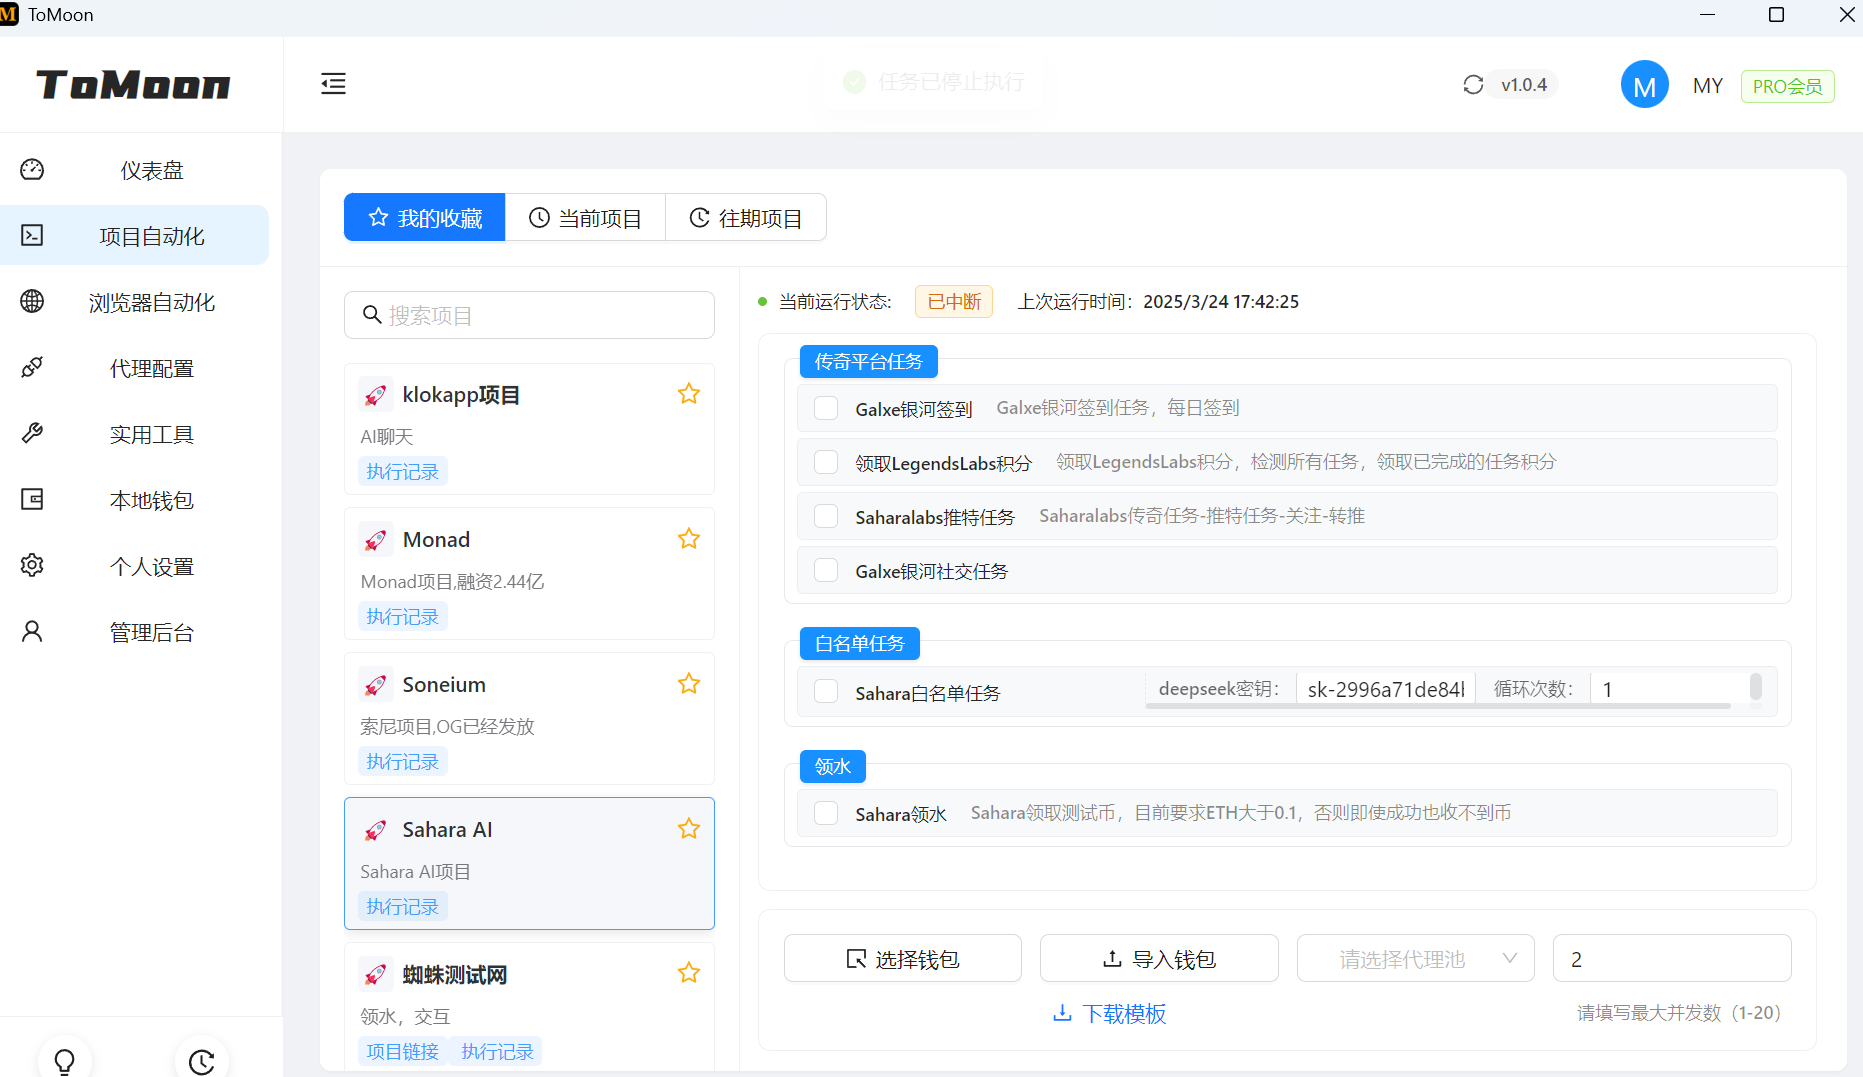 ToMoon
ToMoon
任务已停止执行
v1.0.4
M
MY
PRO会员
仪表盘
项目自动化
浏览器自动化
代理配置
实用工具
本地钱包
个人设置
管理后台
我的收藏
当前项目
往期项目
搜索项目
klokapp项目
AI聊天
执行记录
Monad
Monad项目,融资2.44亿
执行记录
Soneium
索尼项目,OG已经发放
执行记录
Sahara AI
Sahara AI项目
执行记录
蜘蛛测试网
领水，交互
项目链接 执行记录
当前运行状态: 已中断 上次运行时间: 2025/3/24 17:42:25
传奇平台任务
Galxe银河签到 Galxe银河签到任务，每日签到
领取LegendsLabs积分 领取LegendsLabs积分，检测所有任务，领取已完成的任务积分
Saharalabs推特任务 Saharalabs传奇任务-推特任务-关注-转推
Galxe银河社交任务
白名单任务
Sahara白名单任务 deepseek密钥: sk-2996a71de84 循环次数: 1
领水
Sahara领水 Sahara领取测试币，目前要求ETH大于0.1，否则即使成功也收不到币
选择钱包 导入钱包 请选择代理池 2
下载模板 请填写最大并发数（1-20）